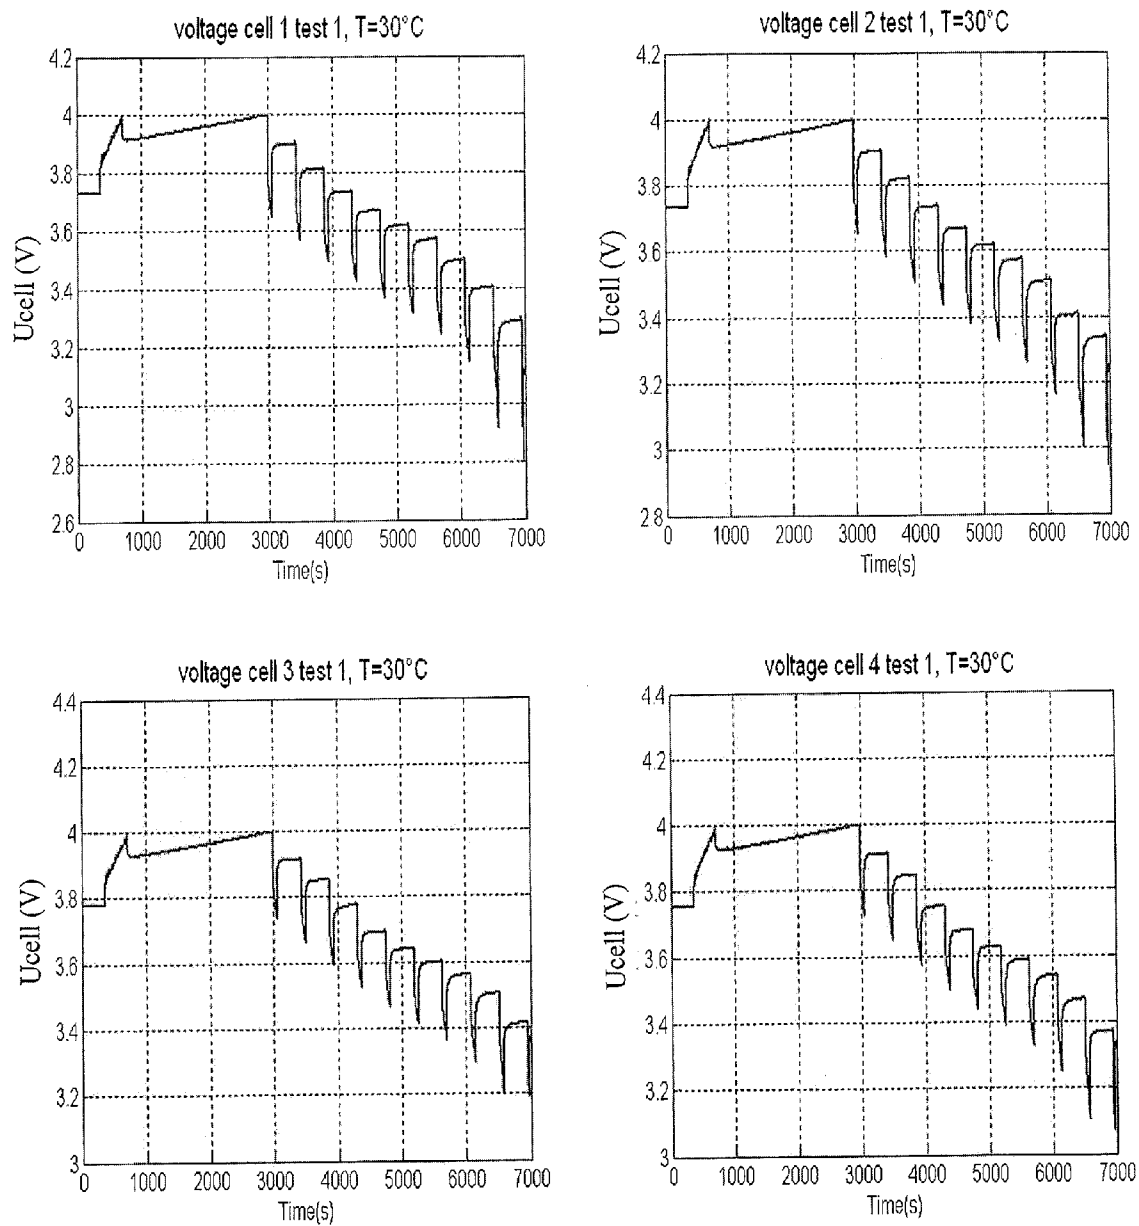 voltage cell 1 test 1, T=30°C
4.2
4
3.8
3.6
3.4
3.2
3
2.8
2.6
Ucell (V)
0 1000 2000 3000 4000 5000 6000 7000
Time(s)
voltage cell 2 test 1, T=30°C
4.2
4
3.8
3.6
3.4
3.2
3
2.8
Ucell (V)
0 1000 2000 3000 4000 5000 6000 7000
Time(s)
voltage cell 3 test 1, T=30°C
4.4
4.2
4
3.8
3.6
3.4
3.2
3
Ucell (V)
0 1000 2000 3000 4000 5000 6000 7000
Time(s)
voltage cell 4 test 1, T=30°C
4.4
4.2
4
3.8
3.6
3.4
3.2
3
Ucell (V)
0 1000 2000 3000 4000 5000 6000 7000
Time(s)